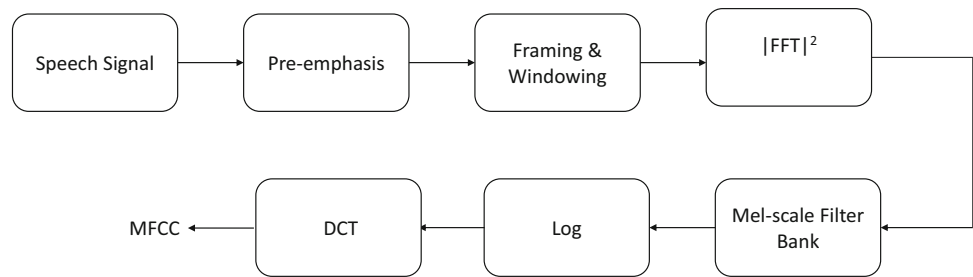 Speech Signal
Pre-emphasis
Framing &
Windowing
|FFT|²
Mel-scale Filter
Bank
Log
DCT
MFCC